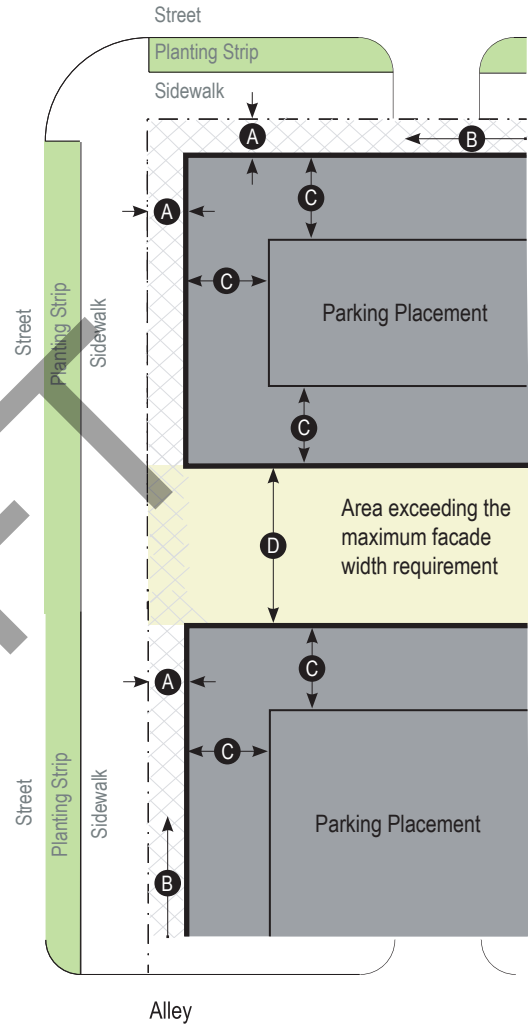 Street
Planting Strip
Sidewalk
A
B
A
C
C
Parking Placement
Street
Planting Strip
Sidewalk
C
Area exceeding the
maximum facade
width requirement
D
C
A
C
Street
Planting Strip
Sidewalk
Parking Placement
B
Alley